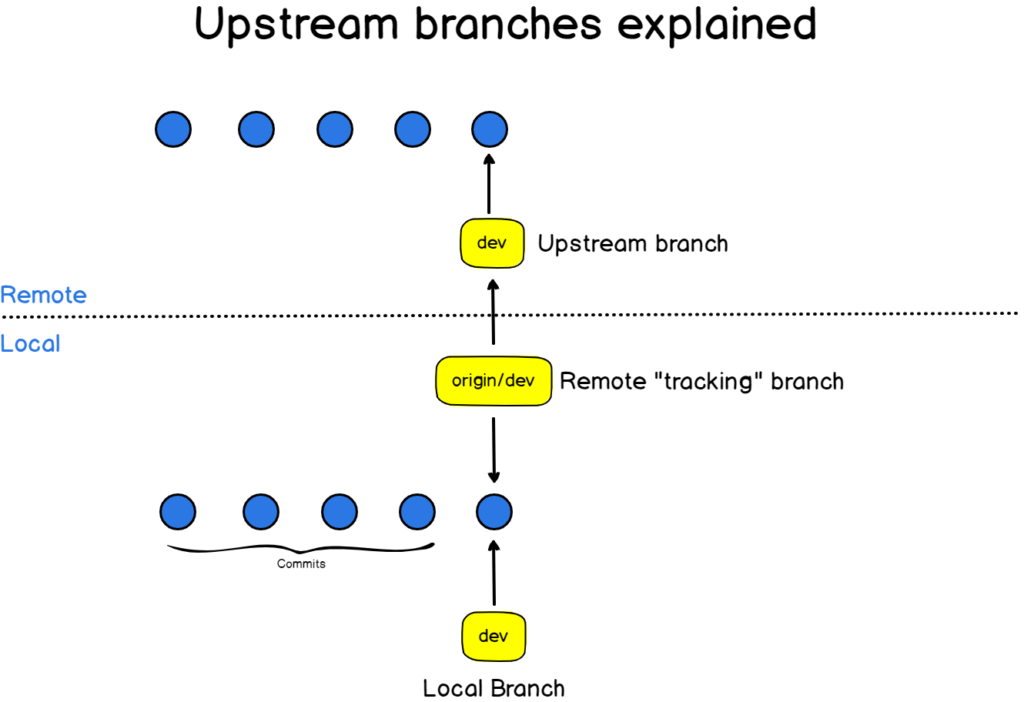 Upstream branches explained
dev
Upstream branch
Remote
Local
origin/dev
Remote "tracking" branch
Commits
dev
Local Branch